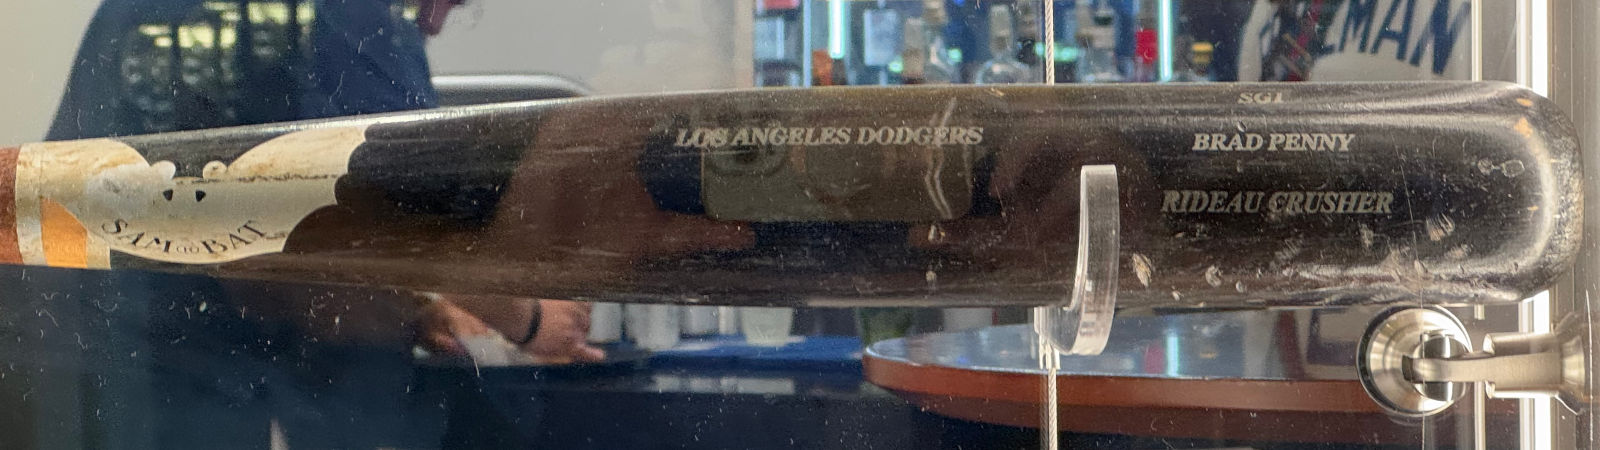 SAM BAT
LOS ANGELES DODGERS
SG1
BRAD PENNY
RIDEAU CRUSHER